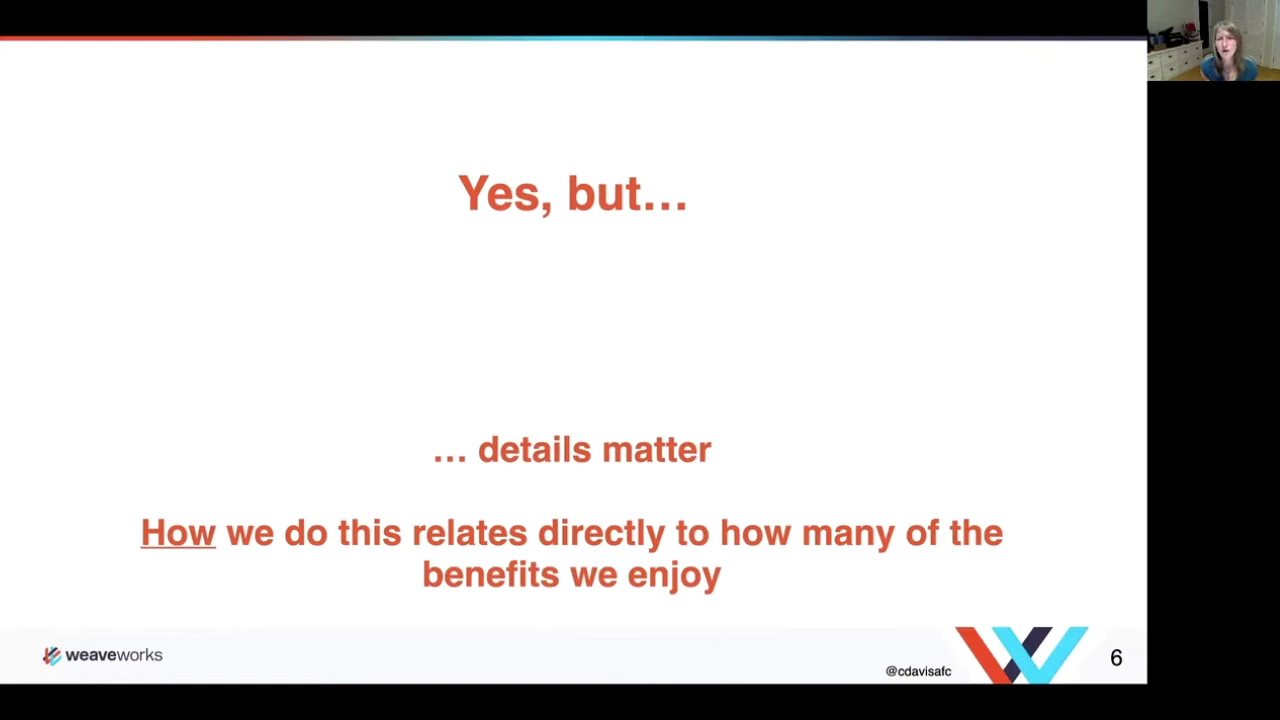 Yes, but…
… details matter
How we do this relates directly to how many of the
benefits we enjoy
weaveworks
@cdavisafc
6